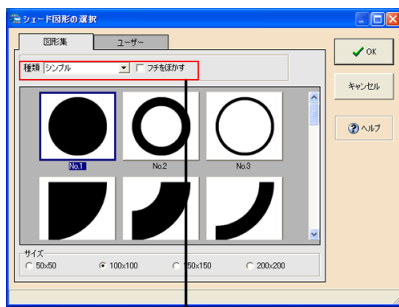 シェード図形の選択
図形集 ユーザー
種類 シンプル フチをぼかす
OK
キャンセル
ヘルプ
No.1 No.2 No.3
サイズ
50x50 100x100 150x150 200x200